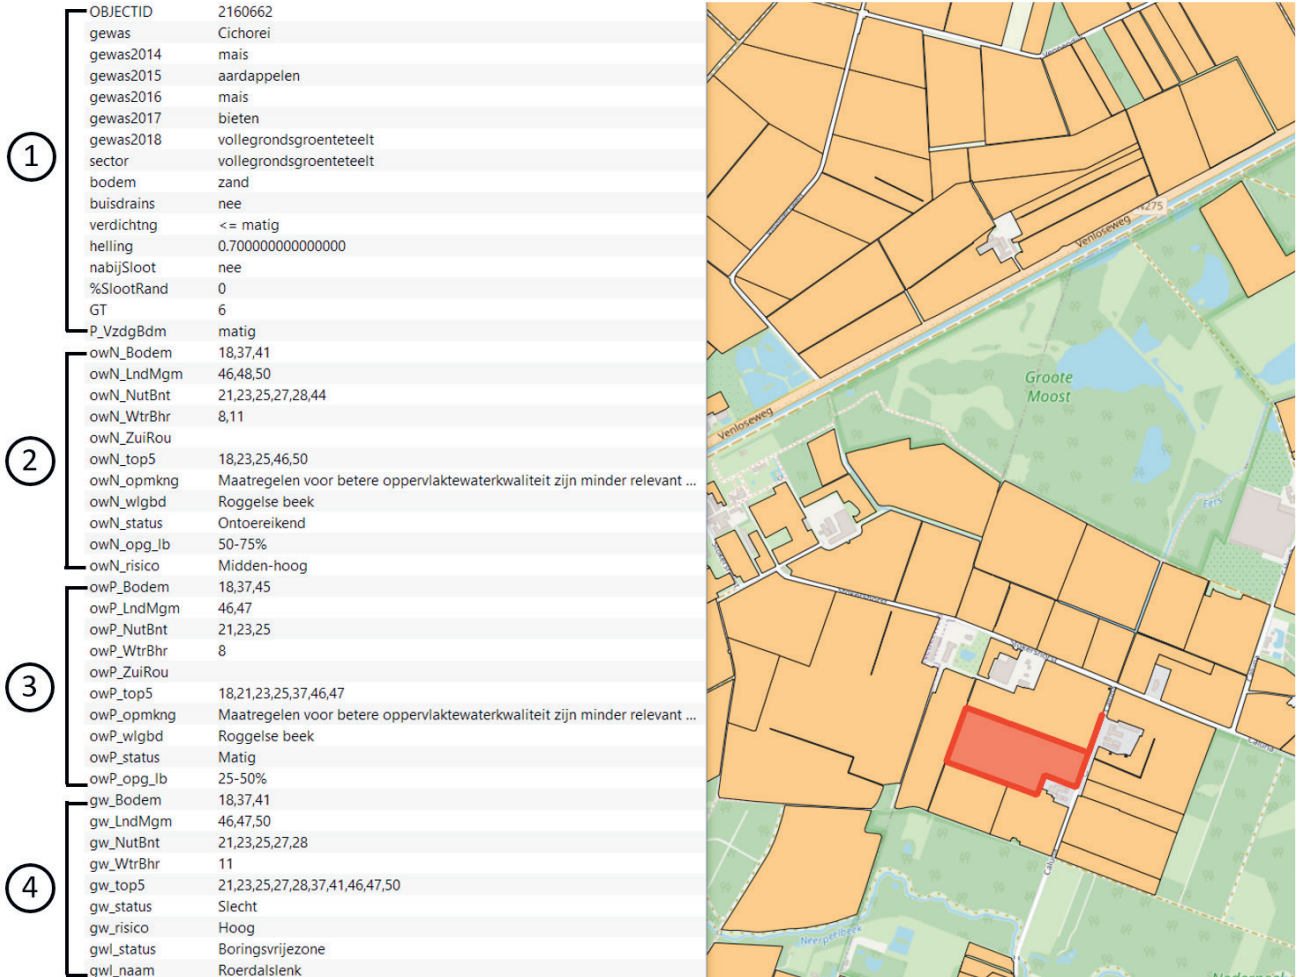 OBJECTID 2160662
gewas Cichorei
gewas2014 mais
gewas2015 aardappelen
gewas2016 mais
gewas2017 bieten
gewas2018 vollegrondsgroenteteelt
sector vollegrondsgroenteteelt
bodem zand
buisdrains nee
verdichtng <= matig
helling 0.700000000000000
nabijSloot nee
%SlootRand 0
GT 6
P_VzdgBdm matig
1
owN_Bodem 18,37,41
owN_LndMgm 46,48,50
owN_NutBnt 21,23,25,27,28,44
owN_WtrBhr 8,11
owN_ZuiRou
owN_top5 18,23,25,46,50
owN_opmkng Maatregelen voor betere oppervlaktewaterkwaliteit zijn minder relevant ...
owN_wlgbd Roggelse beek
owN_status Ontoereikend
owN_opg_lb 50-75%
owN_risico Midden-hoog
2
owP_Bodem 18,37,45
owP_LndMgm 46,47
owP_NutBnt 21,23,25
owP_WtrBhr 8
owP_ZuiRou
owP_top5 18,21,23,25,37,46,47
owP_opmkng Maatregelen voor betere oppervlaktewaterkwaliteit zijn minder relevant ...
owP_wlgbd Roggelse beek
owP_status Matig
owP_opg_lb 25-50%
3
gw_Bodem 18,37,41
gw_LndMgm 46,47,50
gw_NutBnt 21,23,25,27,28
gw_WtrBhr 11
gw_top5 21,23,25,27,28,37,41,46,47,50
gw_status Slecht
gw_risico Hoog
gwl_status Boringsvrijezone
gwl_naam Roerdalslenk
4
N275
Venloseweg
Groote
Moost
Venloseweg
Eers
Caluna
Neerpeelbeek